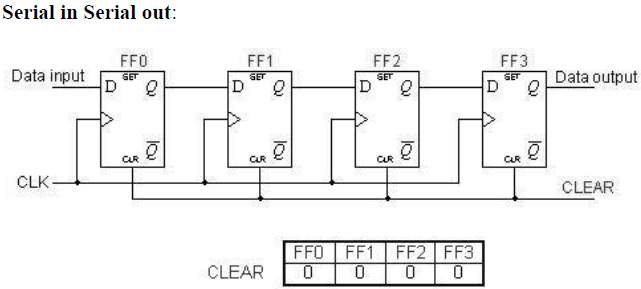 Serial in Serial out:
FF0 FF1 FF2 FF3
Data input SET SET SET SET Data output
D Q D Q D Q D Q
CLR Q̅ CLR Q̅ CLR Q̅ CLR Q̅
CLK
CLEAR
FF0 FF1 FF2 FF3
CLEAR 0 0 0 0